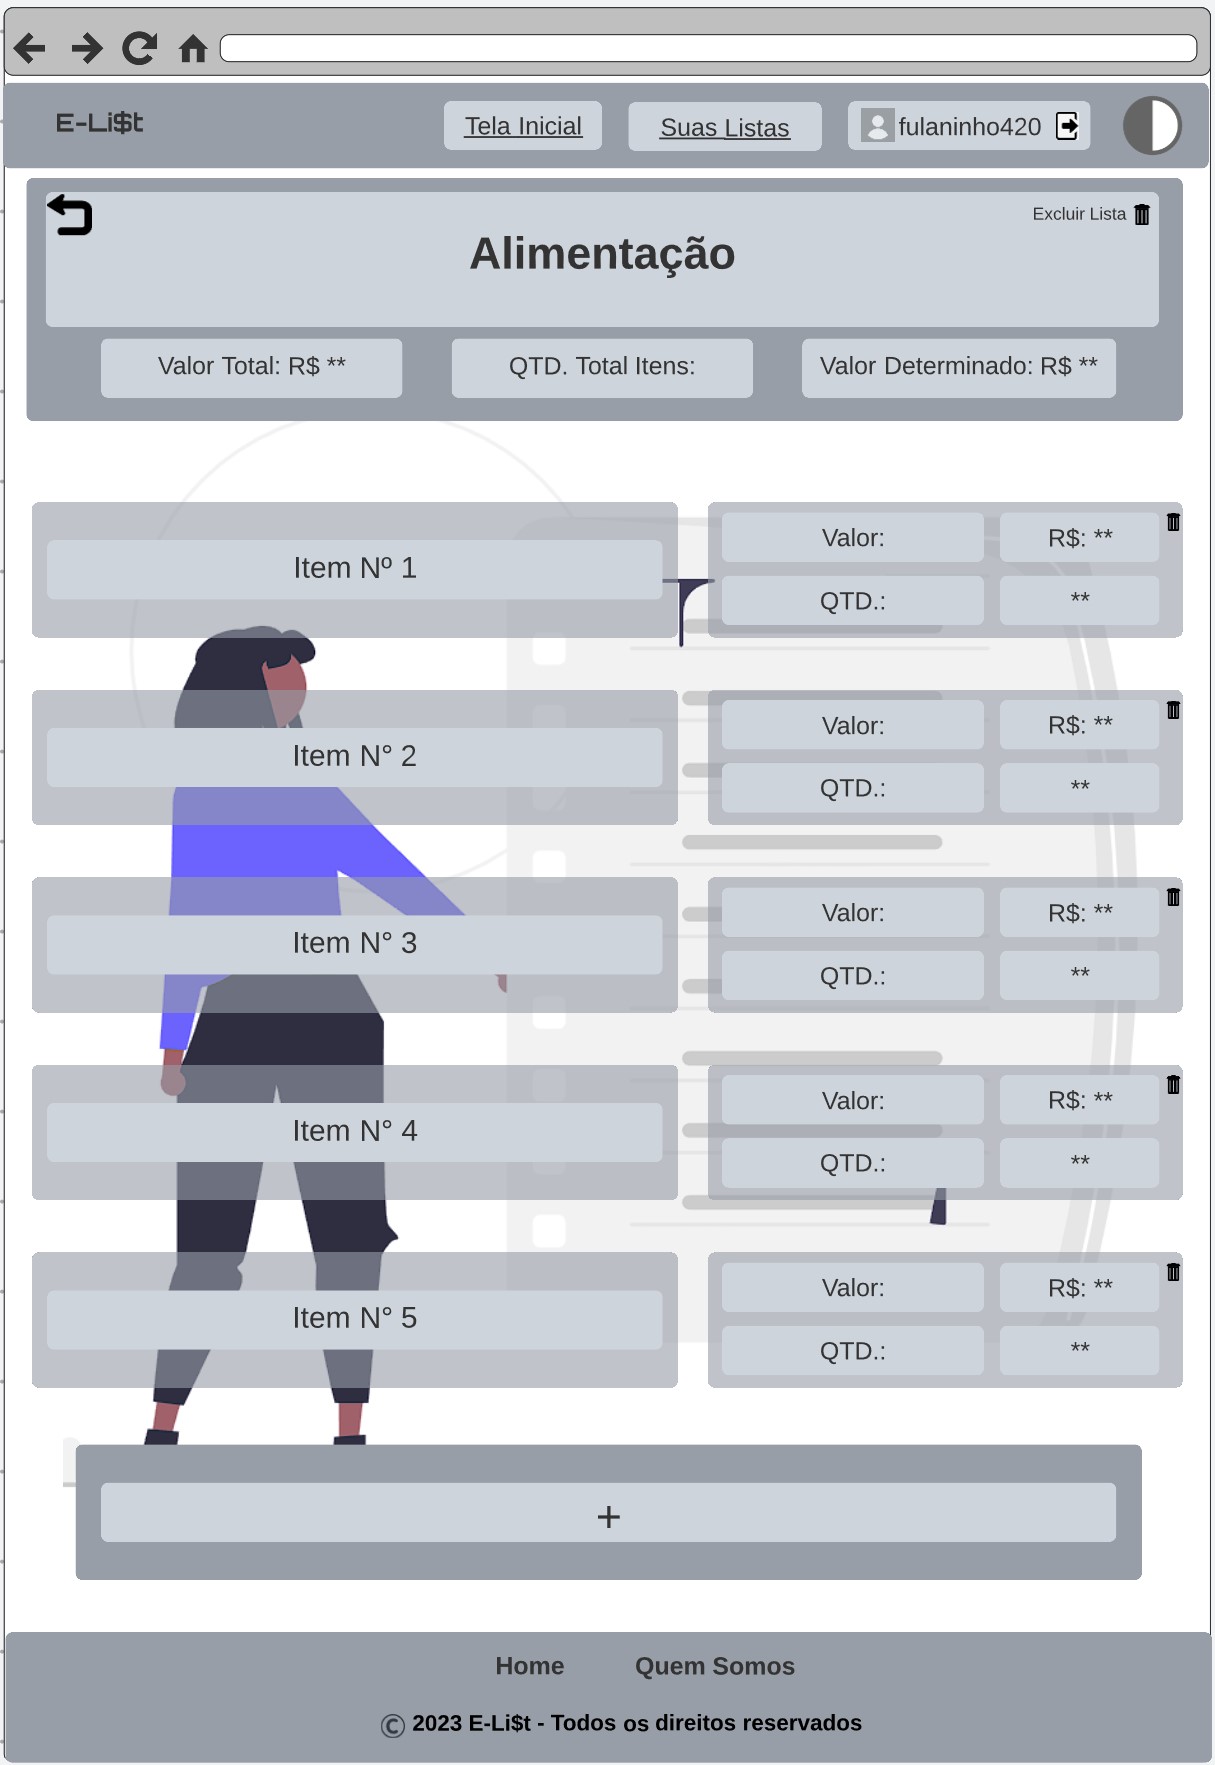 E-Li$t
Tela Inicial
Suas Listas
fulaninho420
Excluir Lista
Alimentação
Valor Total: R$ **
QTD. Total Itens:
Valor Determinado: R$ **
Item Nº 1
Valor:
R$: **
QTD.:
**
Item N° 2
Valor:
R$: **
QTD.:
**
Item N° 3
Valor:
R$: **
QTD.:
**
Item N° 4
Valor:
R$: **
QTD.:
**
Item N° 5
Valor:
R$: **
QTD.:
**
+
Home
Quem Somos
© 2023 E-Li$t - Todos os direitos reservados